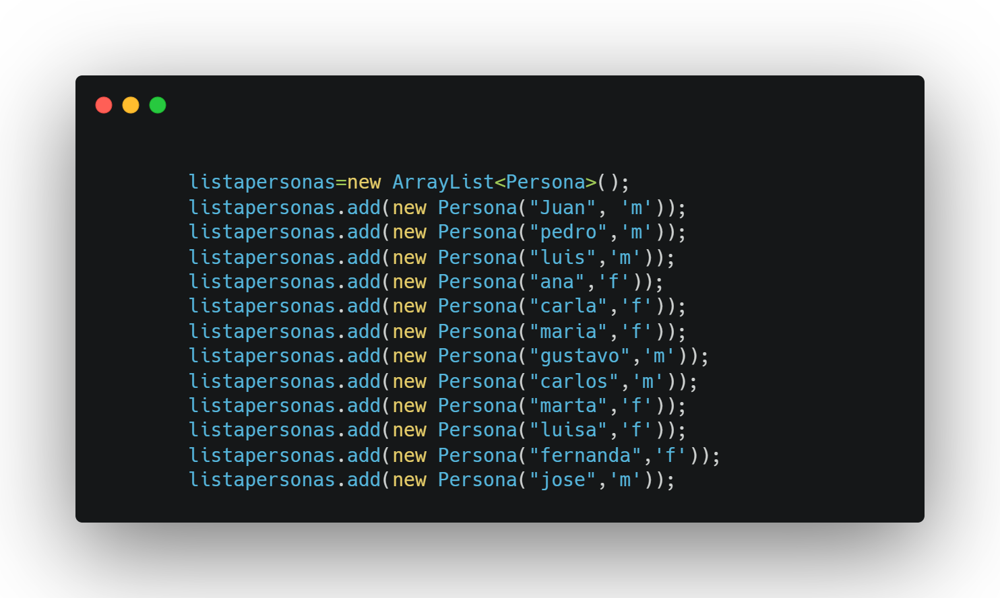 listapersonas=new ArrayList<Persona>();
listapersonas.add(new Persona("Juan", 'm'));
listapersonas.add(new Persona("pedro",'m'));
listapersonas.add(new Persona("luis",'m'));
listapersonas.add(new Persona("ana",'f'));
listapersonas.add(new Persona("carla",'f'));
listapersonas.add(new Persona("maria",'f'));
listapersonas.add(new Persona("gustavo",'m'));
listapersonas.add(new Persona("carlos",'m'));
listapersonas.add(new Persona("marta",'f'));
listapersonas.add(new Persona("luisa",'f'));
listapersonas.add(new Persona("fernanda",'f'));
listapersonas.add(new Persona("jose",'m'));